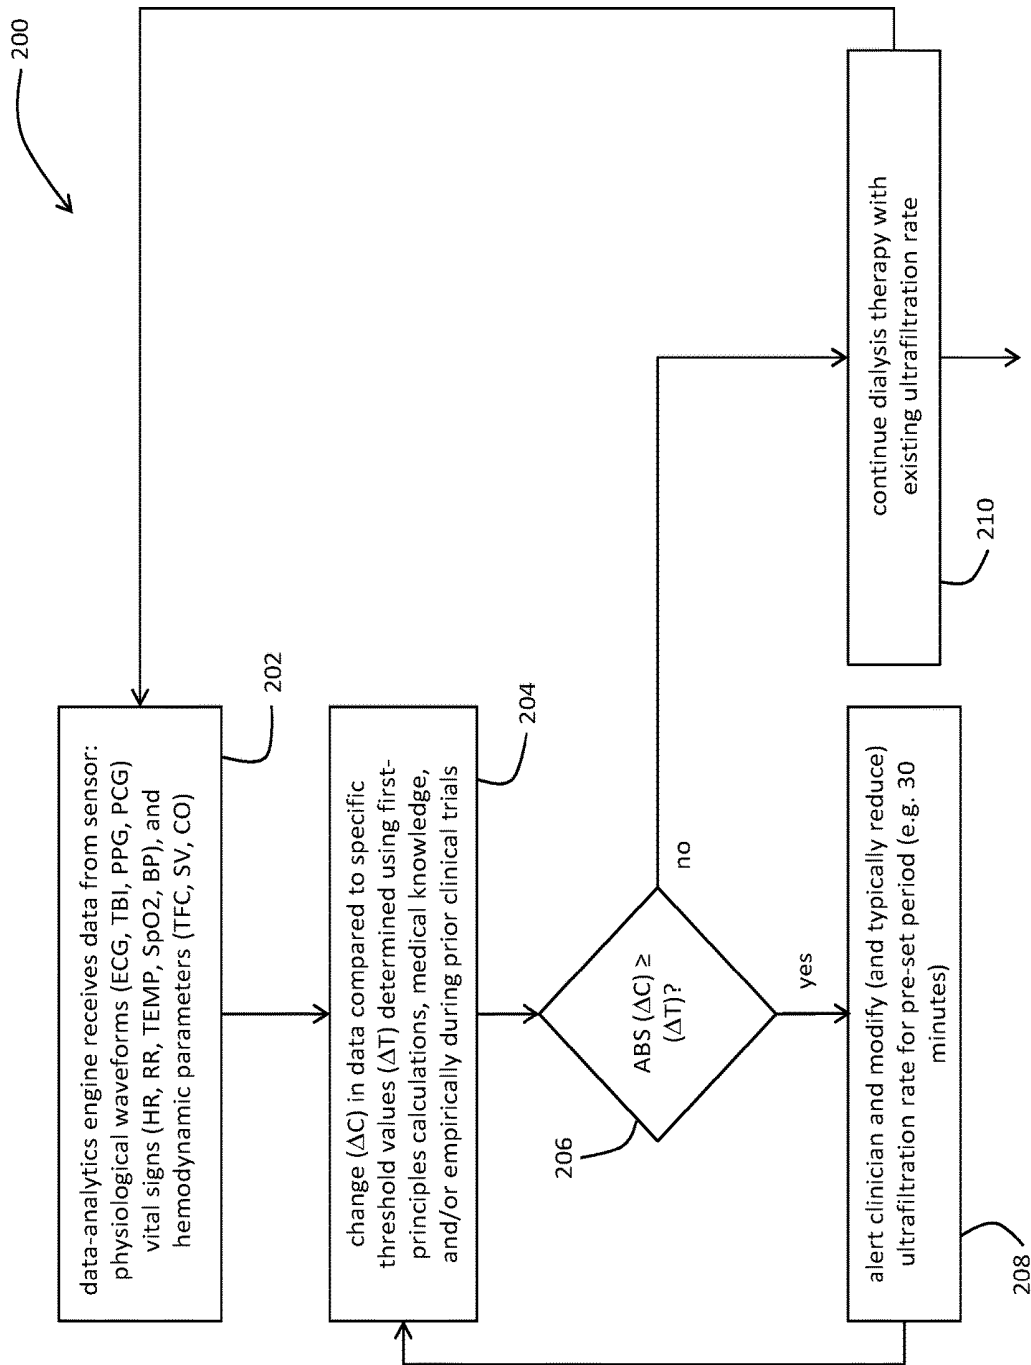 200
data-analytics engine receives data from sensor:
physiological waveforms (ECG, TBI, PPG, PCG)
vital signs (HR, RR, TEMP, SpO2, BP), and
hemodynamic parameters (TFC, SV, CO)
202
change (ΔC) in data compared to specific
threshold values (ΔT) determined using first-
principles calculations, medical knowledge,
and/or empirically during prior clinical trials
204
ABS (ΔC) ≥
(ΔT)?
206
no
yes
alert clinician and modify (and typically reduce)
ultrafiltration rate for pre-set period (e.g. 30
minutes)
208
continue dialysis therapy with
existing ultrafiltration rate
210